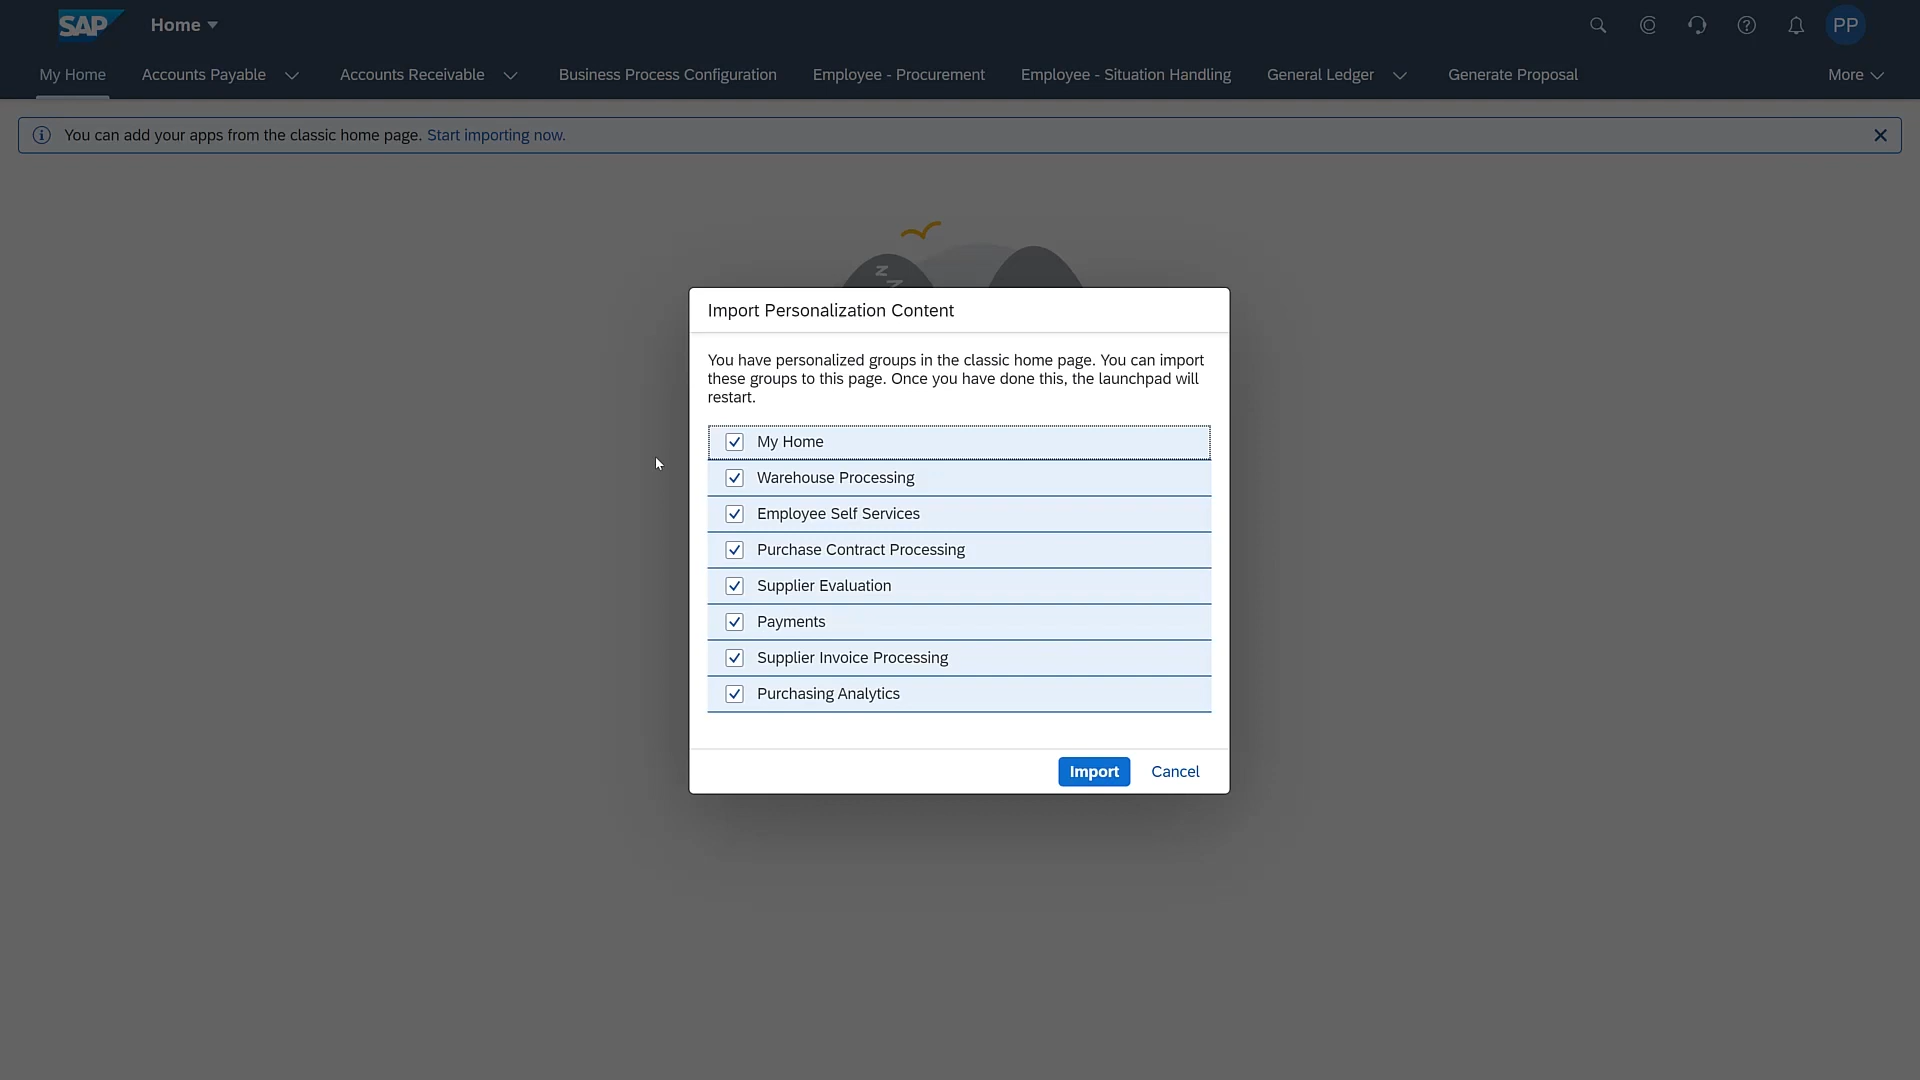 SAP Home PP
My Home Accounts Payable Accounts Receivable Business Process Configuration Employee - Procurement Employee - Situation Handling General Ledger Generate Proposal More
You can add your apps from the classic home page. Start importing now.
z
z
Import Personalization Content
You have personalized groups in the classic home page. You can import
these groups to this page. Once you have done this, the launchpad will
restart.
My Home
Warehouse Processing
Employee Self Services
Purchase Contract Processing
Supplier Evaluation
Payments
Supplier Invoice Processing
Purchasing Analytics
Import Cancel